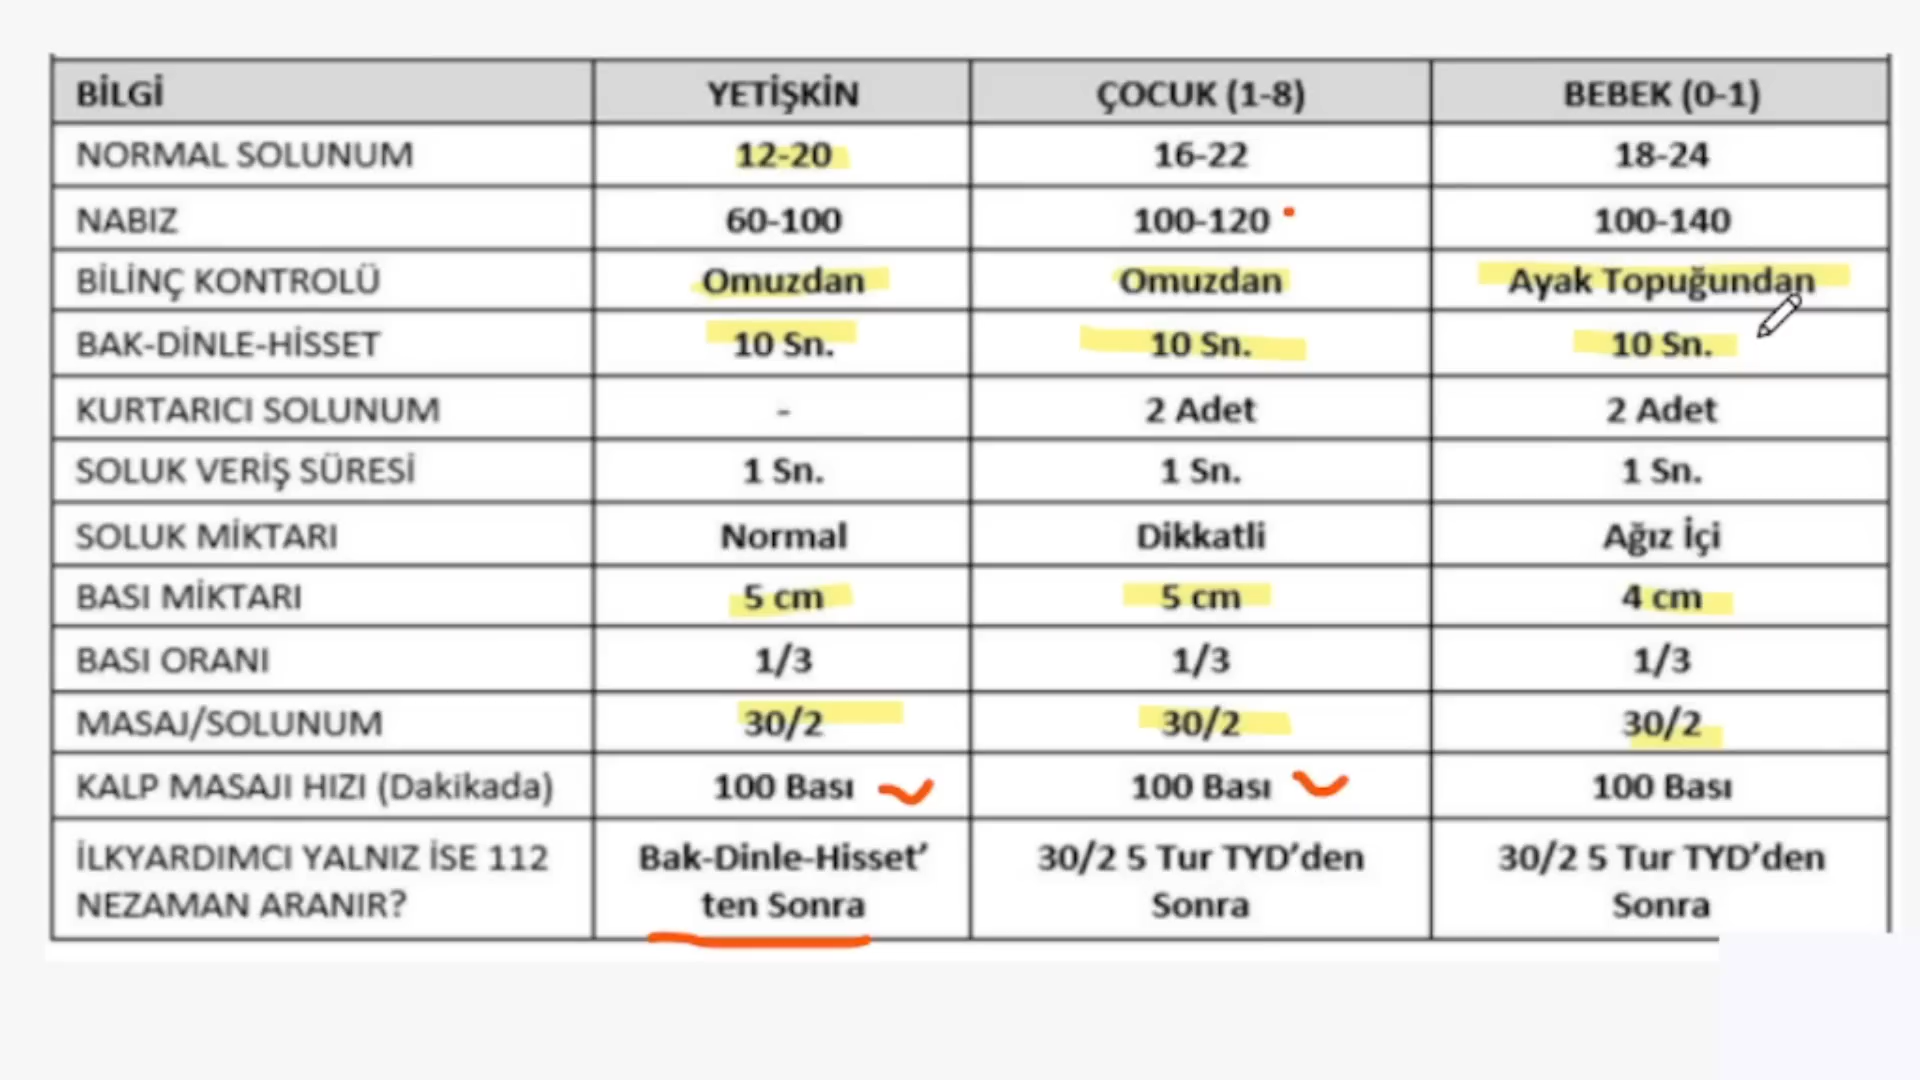 BİLGİ YETİŞKİN ÇOCUK (1-8) BEBEK (0-1)
NORMAL SOLUNUM 12-20 16-22 18-24
NABIZ 60-100 100-120 100-140
BİLİNÇ KONTROLÜ Omuzdan Omuzdan Ayak Topuğundan
BAK-DİNLE-HİSSET 10 Sn. 10 Sn. 10 Sn.
KURTARICI SOLUNUM - 2 Adet 2 Adet
SOLUK VERİŞ SÜRESİ 1 Sn. 1 Sn. 1 Sn.
SOLUK MİKTARI Normal Dikkatli Ağız İçi
BASI MİKTARI 5 cm 5 cm 4 cm
BASI ORANI 1/3 1/3 1/3
MASAJ/SOLUNUM 30/2 30/2 30/2
KALP MASAJI HIZI (Dakikada) 100 Bası 100 Bası 100 Bası
İLKYARDIMCI YALNIZ İSE 112 Bak-Dinle-Hisset’ 30/2 5 Tur TYD’den 30/2 5 Tur TYD’den
NEZAMAN ARANIR? ten Sonra Sonra Sonra